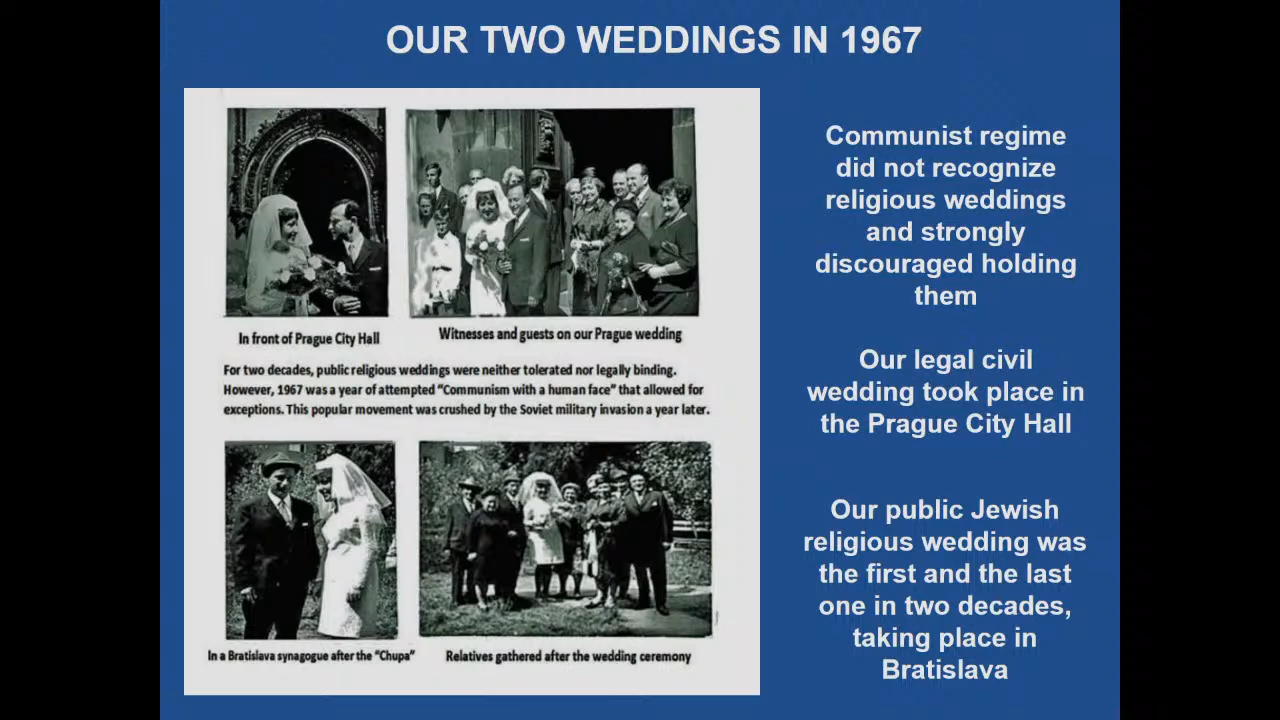 OUR TWO WEDDINGS IN 1967
In front of Prague City Hall
Witnesses and guests on our Prague wedding
For two decades, public religious weddings were neither tolerated nor legally binding.
However, 1967 was a year of attempted “Communism with a human face” that allowed for
exceptions. This popular movement was crushed by the Soviet military invasion a year later.
In a Bratislava synagogue after the “Chupa”
Relatives gathered after the wedding ceremony
Communist regime
did not recognize
religious weddings
and strongly
discouraged holding
them
Our legal civil
wedding took place in
the Prague City Hall
Our public Jewish
religious wedding was
the first and the last
one in two decades,
taking place in
Bratislava